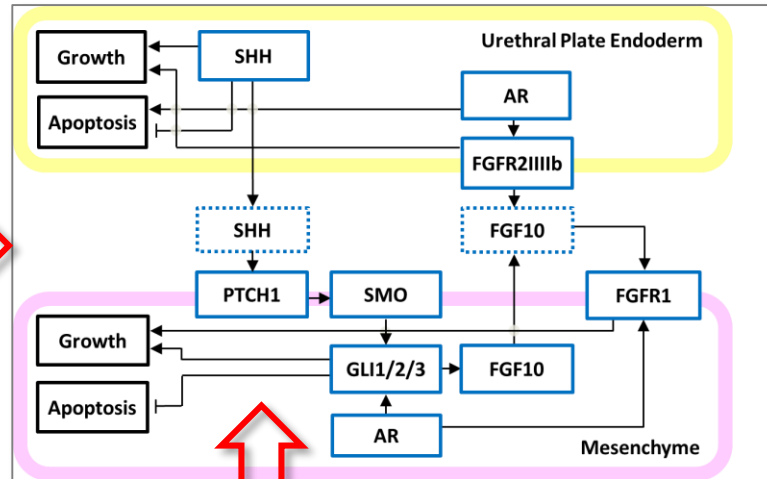 Urethral Plate Endoderm
Growth
SHH
AR
Apoptosis
FGFR2IIIIb
SHH
FGF10
PTCH1
SMO
FGFR1
Growth
GLI1/2/3
FGF10
Apoptosis
AR
Mesenchyme